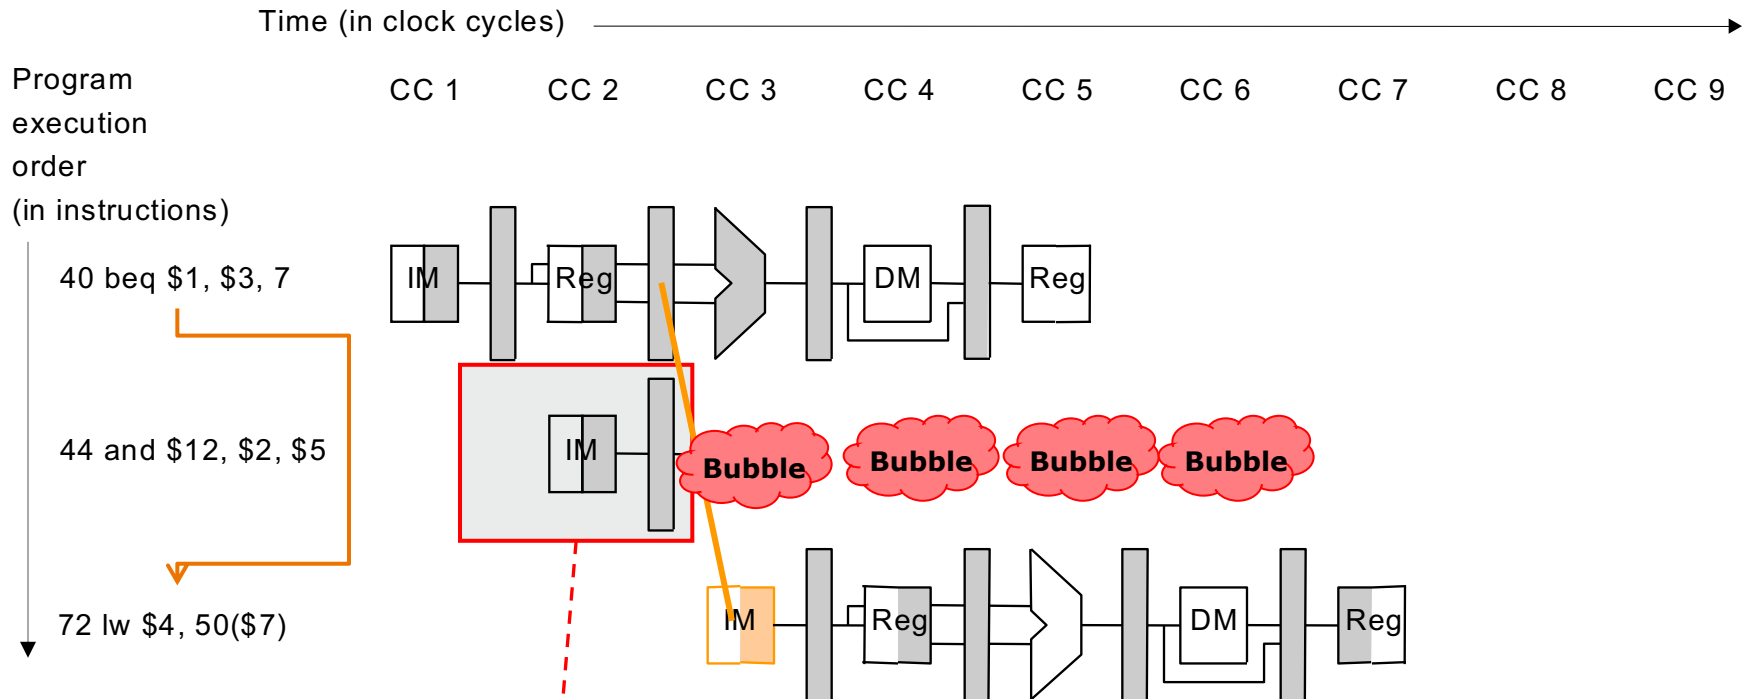 Time (in clock cycles)
Program
execution
order
(in instructions)
CC 1 CC 2 CC 3 CC 4 CC 5 CC 6 CC 7 CC 8 CC 9
40 beq $1, $3, 7
IM Reg DM Reg
44 and $12, $2, $5
IM Bubble Bubble Bubble Bubble
72 lw $4, 50($7)
IM Reg DM Reg